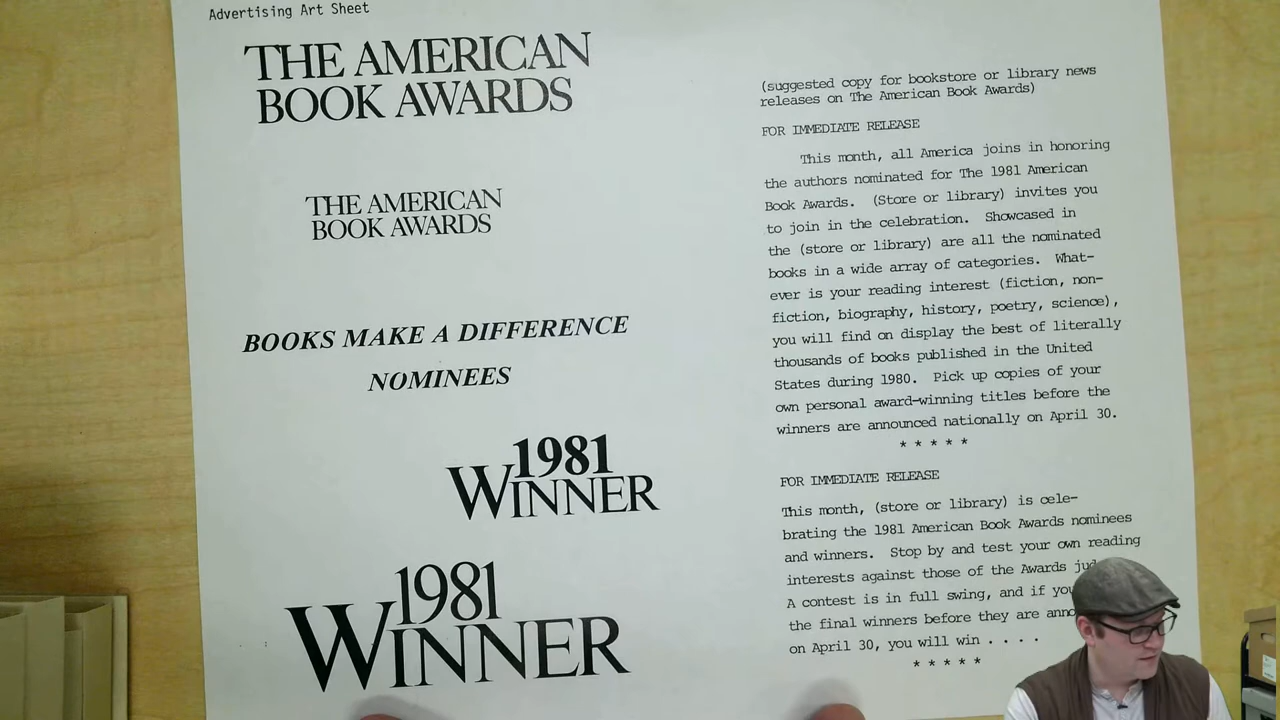 Advertising Art Sheet
THE AMERICAN
BOOK AWARDS
THE AMERICAN
BOOK AWARDS
BOOKS MAKE A DIFFERENCE
NOMINEES
1981
WINNER
1981
WINNER
(suggested copy for bookstore or library news
releases on The American Book Awards)
FOR IMMEDIATE RELEASE
This month, all America joins in honoring
the authors nominated for The 1981 American
Book Awards. (Store or library) invites you
to join in the celebration. Showcased in
the (store or library) are all the nominated
books in a wide array of categories. What-
ever is your reading interest (fiction, non-
fiction, biography, history, poetry, science),
you will find on display the best of literally
thousands of books published in the United
States during 1980. Pick up copies of your
own personal award-winning titles before the
winners are announced nationally on April 30.
* * * * *
FOR IMMEDIATE RELEASE
This month, (store or library) is cele-
brating the 1981 American Book Awards nominees
and winners. Stop by and test your own reading
interests against those of the Awards
A contest is in full swing, and if
the final winners before they are
on April 30, you will win . . . .
* * * * *